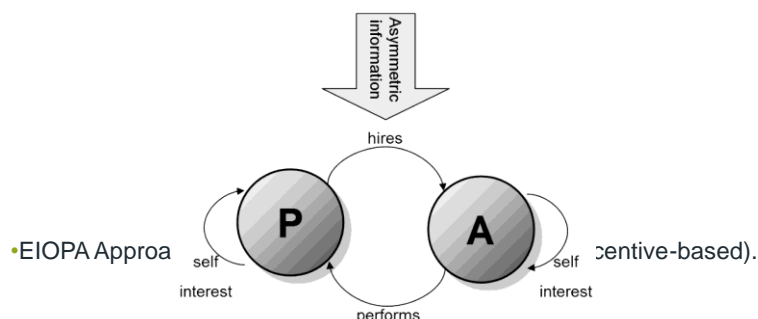 Asymmetric
information
hires
P
A
•EIOPA Approa
centive-based).
self
interest
self
interest
performs